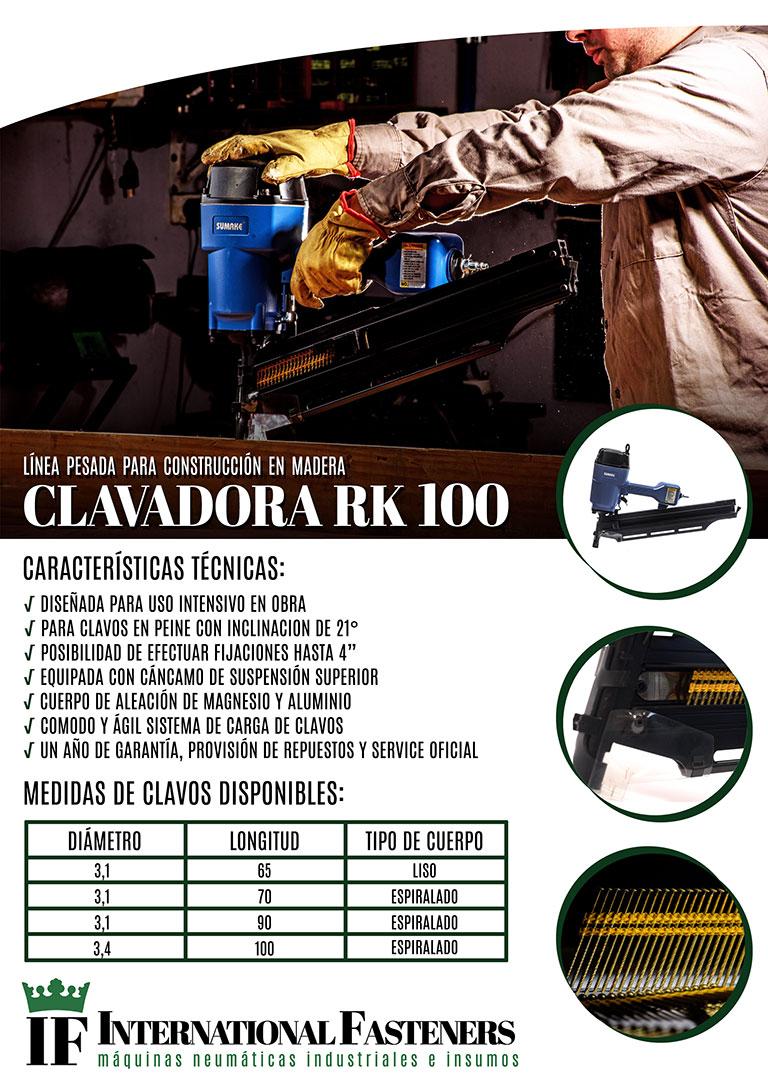 SUMAKE
LÍNEA PESADA PARA CONSTRUCCIÓN EN MADERA
CLAVADORA RK 100
CARACTERÍSTICAS TÉCNICAS:
√ DISEÑADA PARA USO INTENSIVO EN OBRA
√ PARA CLAVOS EN PEINE CON INCLINACION DE 21°
√ POSIBILIDAD DE EFECTUAR FIJACIONES HASTA 4”
√ EQUIPADA CON CÁNCAMO DE SUSPENSIÓN SUPERIOR
√ CUERPO DE ALEACIÓN DE MAGNESIO Y ALUMINIO
√ COMODO Y ÁGIL SISTEMA DE CARGA DE CLAVOS
√ UN AÑO DE GARANTÍA, PROVISIÓN DE REPUESTOS Y SERVICE OFICIAL
MEDIDAS DE CLAVOS DISPONIBLES:
DIÁMETRO LONGITUD TIPO DE CUERPO
3,1 65 LISO
3,1 70 ESPIRALADO
3,1 90 ESPIRALADO
3,4 100 ESPIRALADO
IF INTERNATIONAL FASTENERS
máquinas neumáticas industriales e insumos